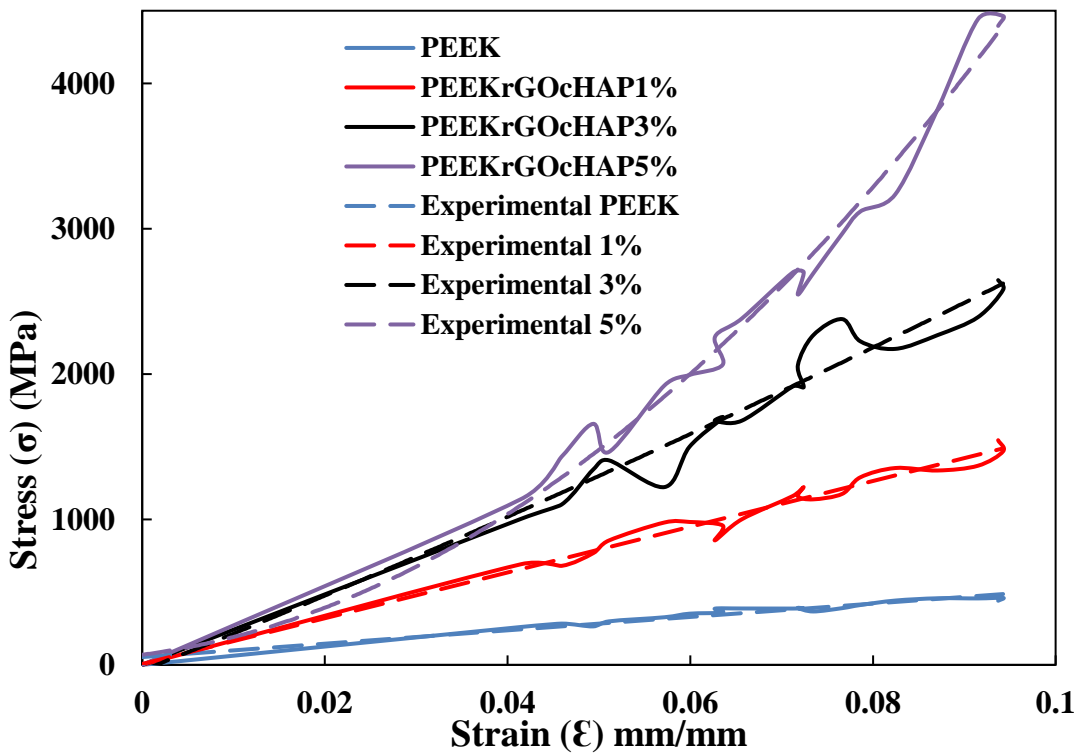 PEEK
PEEKrGOcHAP1%
PEEKrGOcHAP3%
PEEKrGOcHAP5%
Experimental PEEK
Experimental 1%
Experimental 3%
Experimental 5%
Stress (σ) (MPa)
4000
3000
2000
1000
0
0 0.02 0.04 0.06 0.08 0.1
Strain (Ɛ) mm/mm